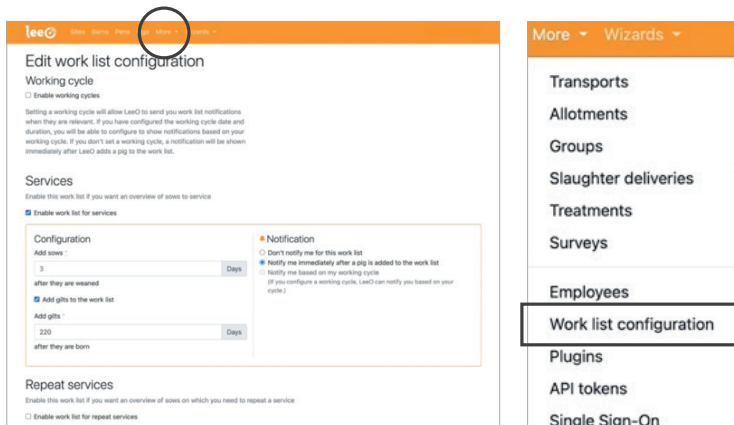 leeO Sites Barns Pens More
Edit work list configuration
Working cycle
Enable working cycles
Setting a working cycle will allow LeeO to send you work list notifications
when they are relevant. If you have configured the working cycle date and
duration, you will be able to configure to show notifications based on your
working cycle. If you don't set a working cycle, a notification will be shown
immediately after LeeO adds a pig to the work list.
Services
Enable this work list if you want an overview of sows to service
Enable work list for services
Configuration
Add sows *
3 Days
after they are weaned
Add gilts to the work list
Add gilts *
220 Days
after they are born
Notification
Don't notify me for this work list
Notify me immediately after a pig is added to the work list
Notify me based on my working cycle
(If you configure a working cycle, LeeO can notify you based on your
cycle.)
Repeat services
Enable this work list if you want an overview of sows on which you need to repeat a service
Enable work list for repeat services
More Wizards
Transports
Allotments
Groups
Slaughter deliveries
Treatments
Surveys
Employees
Work list configuration
Plugins
API tokens
Single Sign-On